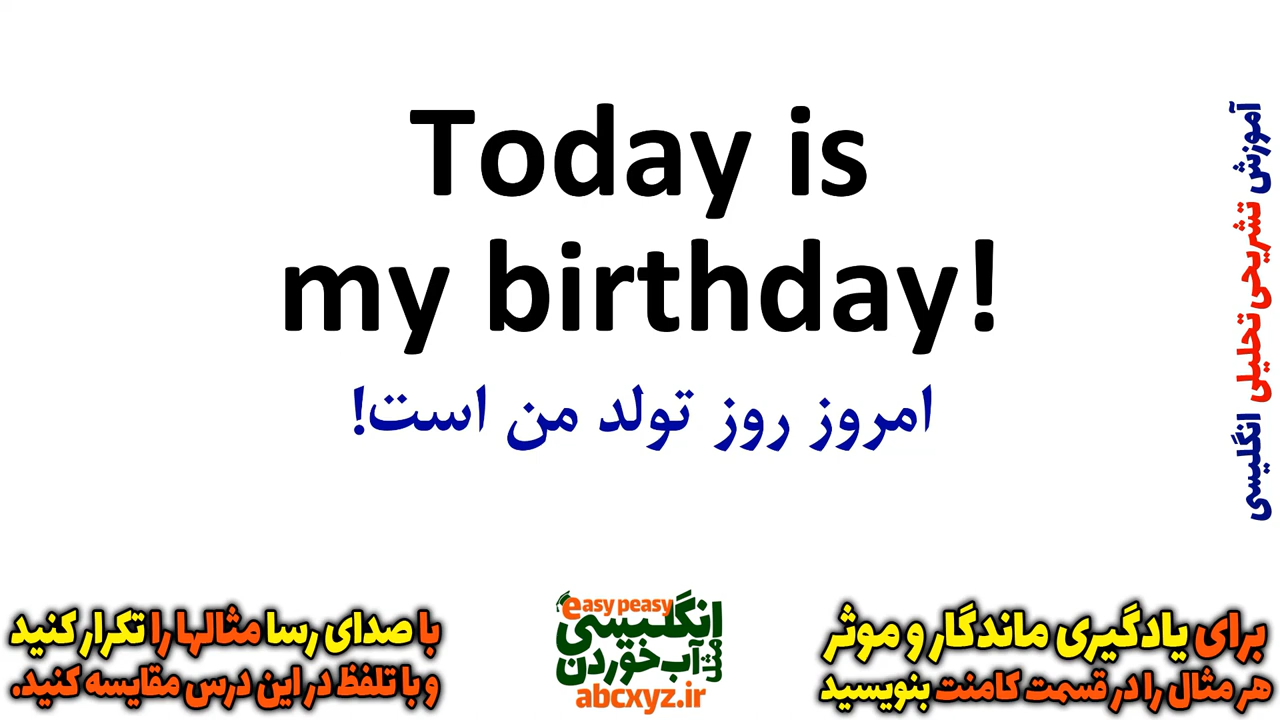 Today is
my birthday!
امروز روز تولد من است!
آموزش تشریحی تحلیلی انگلیسی
برای یادگیری ماندگار و موثر
هر مثال را در قسمت کامنت بنویسید
easy peasy
انگلیسی
مثل آب خوردن
abcxyz.ir
با صدای رسا مثالها را تکرار کنید
و با تلفظ در این درس مقایسه کنید.